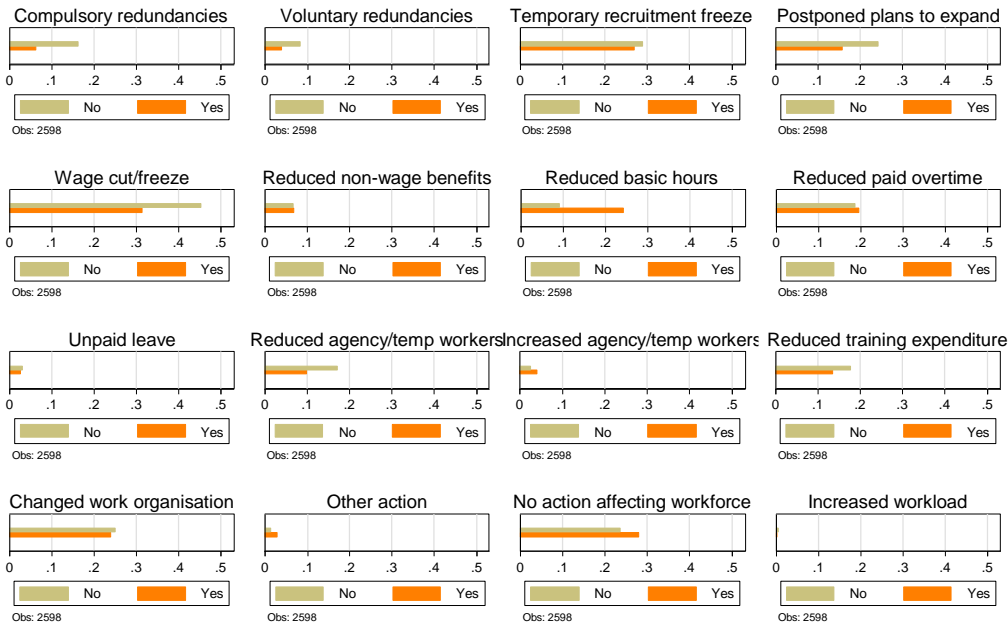 Compulsory redundancies
0 .1 .2 .3 .4 .5
No Yes
Obs: 2598
Voluntary redundancies
0 .1 .2 .3 .4 .5
No Yes
Obs: 2598
Temporary recruitment freeze
0 .1 .2 .3 .4 .5
No Yes
Obs: 2598
Postponed plans to expand
0 .1 .2 .3 .4 .5
No Yes
Obs: 2598
Wage cut/freeze
0 .1 .2 .3 .4 .5
No Yes
Obs: 2598
Reduced non-wage benefits
0 .1 .2 .3 .4 .5
No Yes
Obs: 2598
Reduced basic hours
0 .1 .2 .3 .4 .5
No Yes
Obs: 2598
Reduced paid overtime
0 .1 .2 .3 .4 .5
No Yes
Obs: 2598
Unpaid leave
0 .1 .2 .3 .4 .5
No Yes
Obs: 2598
Reduced agency/temp workers
0 .1 .2 .3 .4 .5
No Yes
Obs: 2598
Increased agency/temp workers
0 .1 .2 .3 .4 .5
No Yes
Obs: 2598
Reduced training expenditure
0 .1 .2 .3 .4 .5
No Yes
Obs: 2598
Changed work organisation
0 .1 .2 .3 .4 .5
No Yes
Obs: 2598
Other action
0 .1 .2 .3 .4 .5
No Yes
Obs: 2598
No action affecting workforce
0 .1 .2 .3 .4 .5
No Yes
Obs: 2598
Increased workload
0 .1 .2 .3 .4 .5
No Yes
Obs: 2598